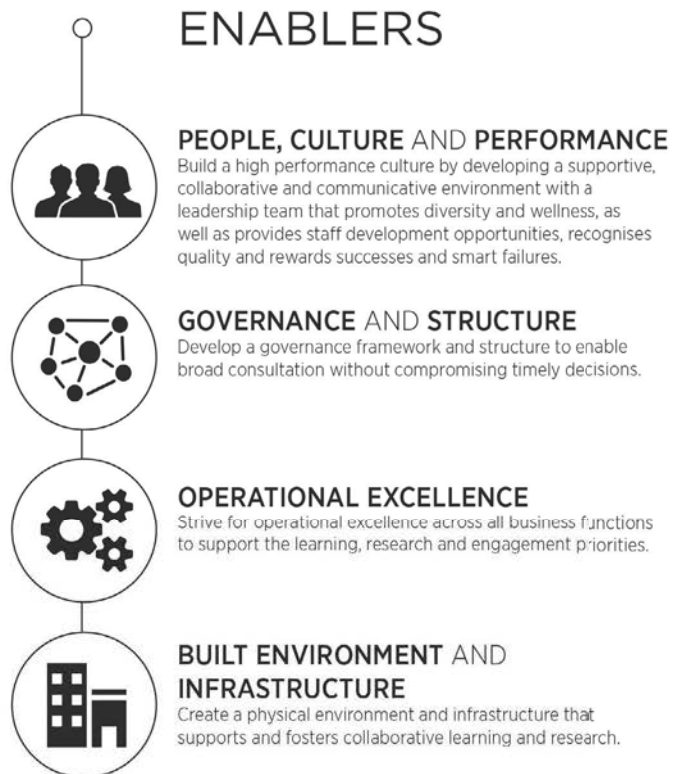 ENABLERS
PEOPLE, CULTURE AND PERFORMANCE
Build a high performance culture by developing a supportive,
collaborative and communicative environment with a
leadership team that promotes diversity and wellness, as
well as provides staff development opportunities, recognises
quality and rewards successes and smart failures.
GOVERNANCE AND STRUCTURE
Develop a governance framework and structure to enable
broad consultation without compromising timely decisions.
OPERATIONAL EXCELLENCE
Strive for operational excellence across all business functions
to support the learning, research and engagement priorities.
BUILT ENVIRONMENT AND
INFRASTRUCTURE
Create a physical environment and infrastructure that
supports and fosters collaborative learning and research.